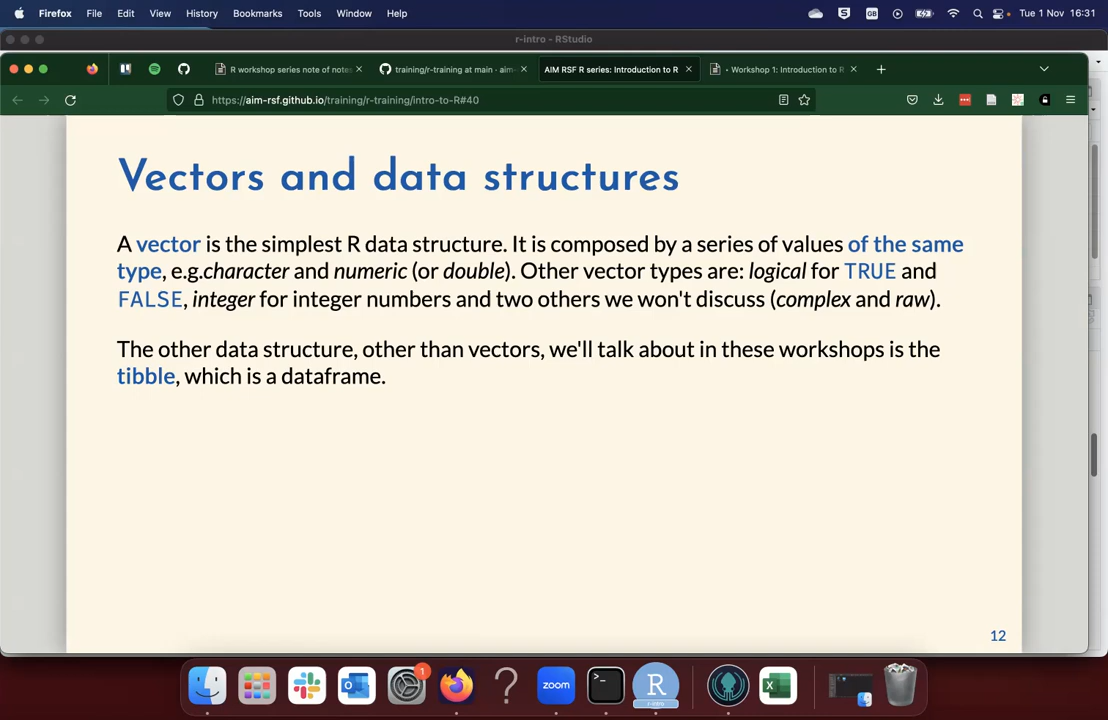 Firefox File Edit View History Bookmarks Tools Window Help GB Tue 1 Nov 16:31
r-intro - RStudio
R workshop series note of note training/r-training at main · aim- AIM RSF R series: Introduction to R - Workshop 1: Introduction to R
https://aim-rsf.github.io/training/r-training/intro-to-R#40
Vectors and data structures
A vector is the simplest R data structure. It is composed by a series of values of the same
type, e.g.character and numeric (or double). Other vector types are: logical for TRUE and
FALSE, integer for integer numbers and two others we won't discuss (complex and raw).
The other data structure, other than vectors, we'll talk about in these workshops is the
tibble, which is a dataframe.
12
1
zoom
R
r-intro